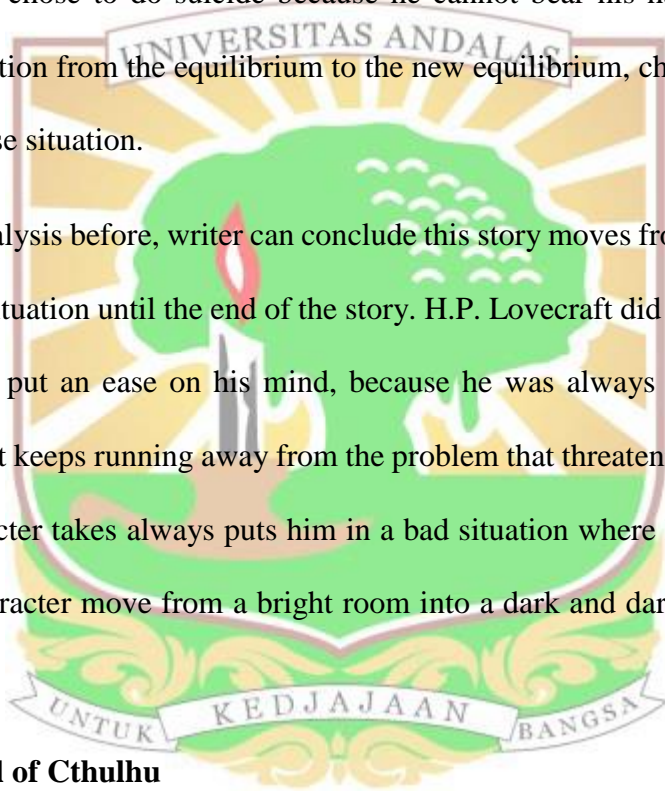 chose to do suicide because he cannot bear his
UNIVERSITAS ANDALAS
tion from the equilibrium to the new equilibrium, ch
se situation.
alysis before, writer can conclude this story moves fro
ituation until the end of the story. H.P. Lovecraft did
put an ease on his mind, because he was always
t keeps running away from the problem that threaten
cter takes always puts him in a bad situation where
racter move from a bright room into a dark and dar
UNTUK KEDJAJAAN BANGSA
l of Cthulhu